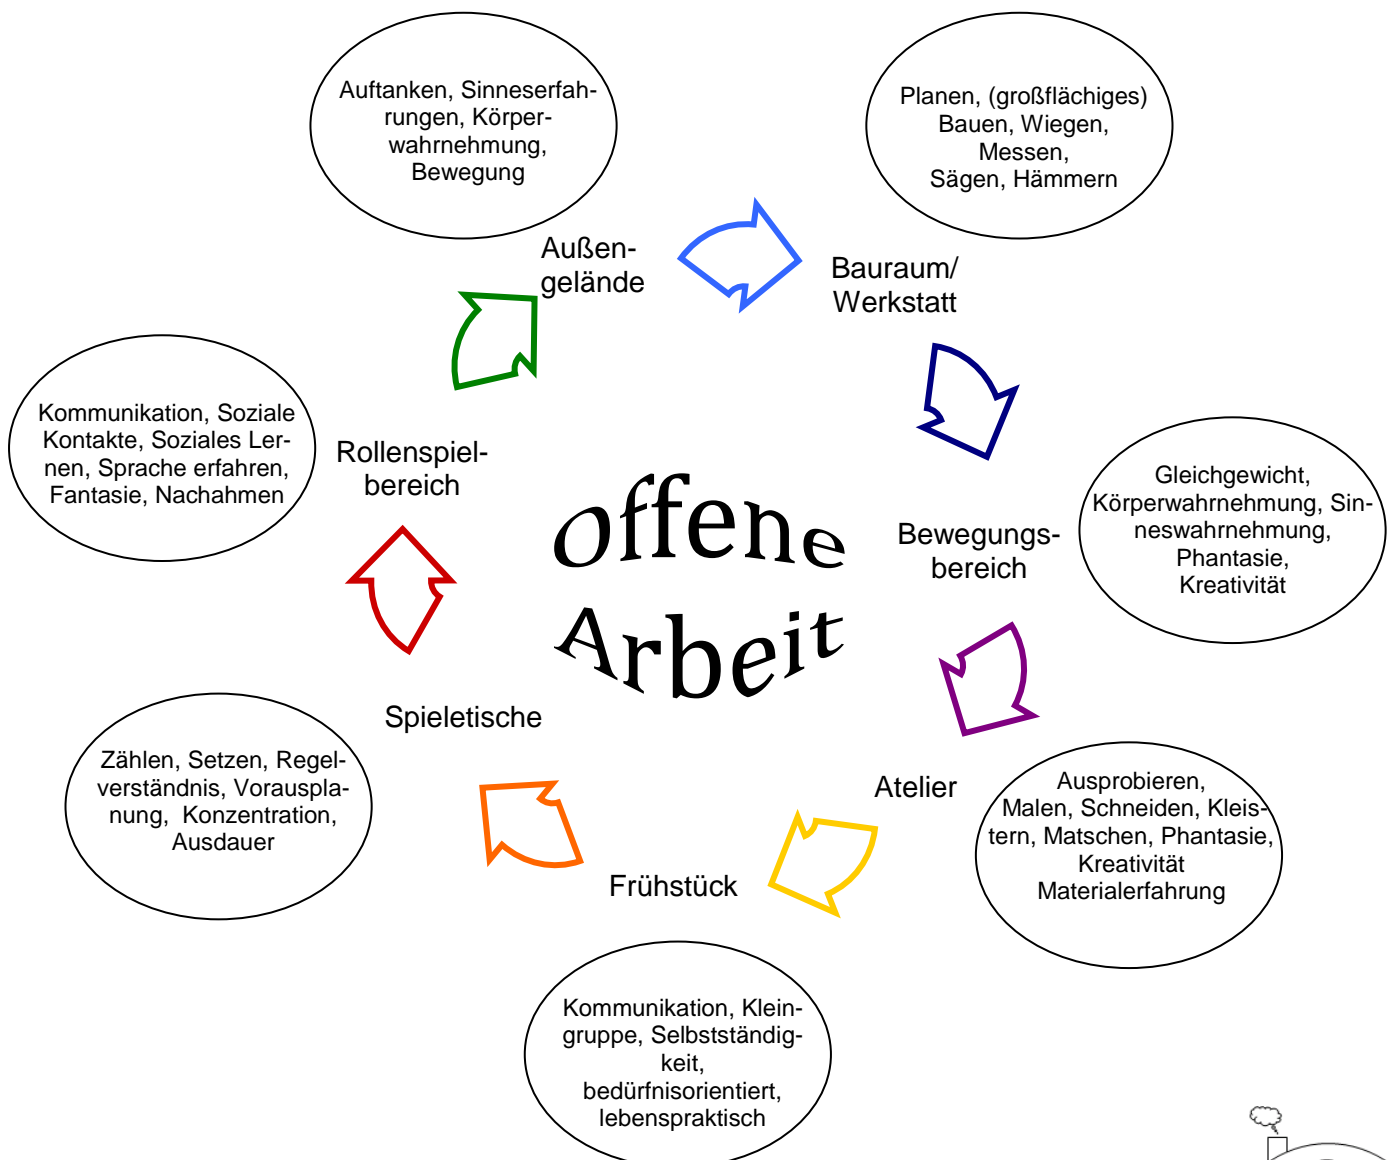 Auftanken, Sinneserfah-
rungen, Körper-
wahrnehmung,
Bewegung
Planen, (großflächiges)
Bauen, Wiegen,
Messen,
Sägen, Hämmern
Außen-
gelände
Bauraum/
Werkstatt
Kommunikation, Soziale
Kontakte, Soziales Ler-
nen, Sprache erfahren,
Fantasie, Nachahmen
Rollenspiel-
bereich
offene
Arbeit
Bewegungs-
bereich
Gleichgewicht,
Körperwahrnehmung, Sin-
neswahrnehmung,
Phantasie,
Kreativität
Spieletische
Zählen, Setzen, Regel-
verständnis, Vorauspla-
nung, Konzentration,
Ausdauer
Atelier
Ausprobieren,
Malen, Schneiden, Kleis-
tern, Matschen, Phantasie,
Kreativität
Materialerfahrung
Frühstück
Kommunikation, Klein-
gruppe, Selbstständig-
keit,
bedürfnisorientiert,
lebenspraktisch